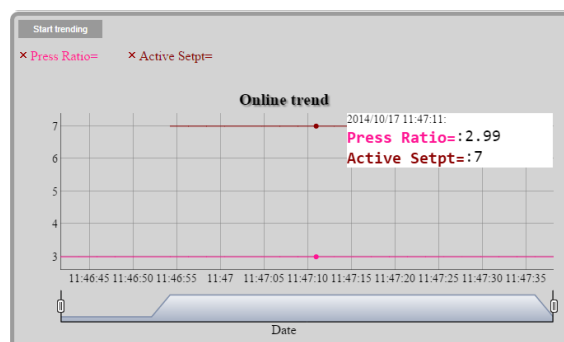 Start trending
× Press Ratio= × Active Setpt=
Online trend
2014/10/17 11:47:11:
Press Ratio=:2.99
Active Setpt=:7
7
6
5
4
3
11:46:45 11:46:50 11:46:55 11:47 11:47:05 11:47:10 11:47:15 11:47:20 11:47:25 11:47:30 11:47:35
Date